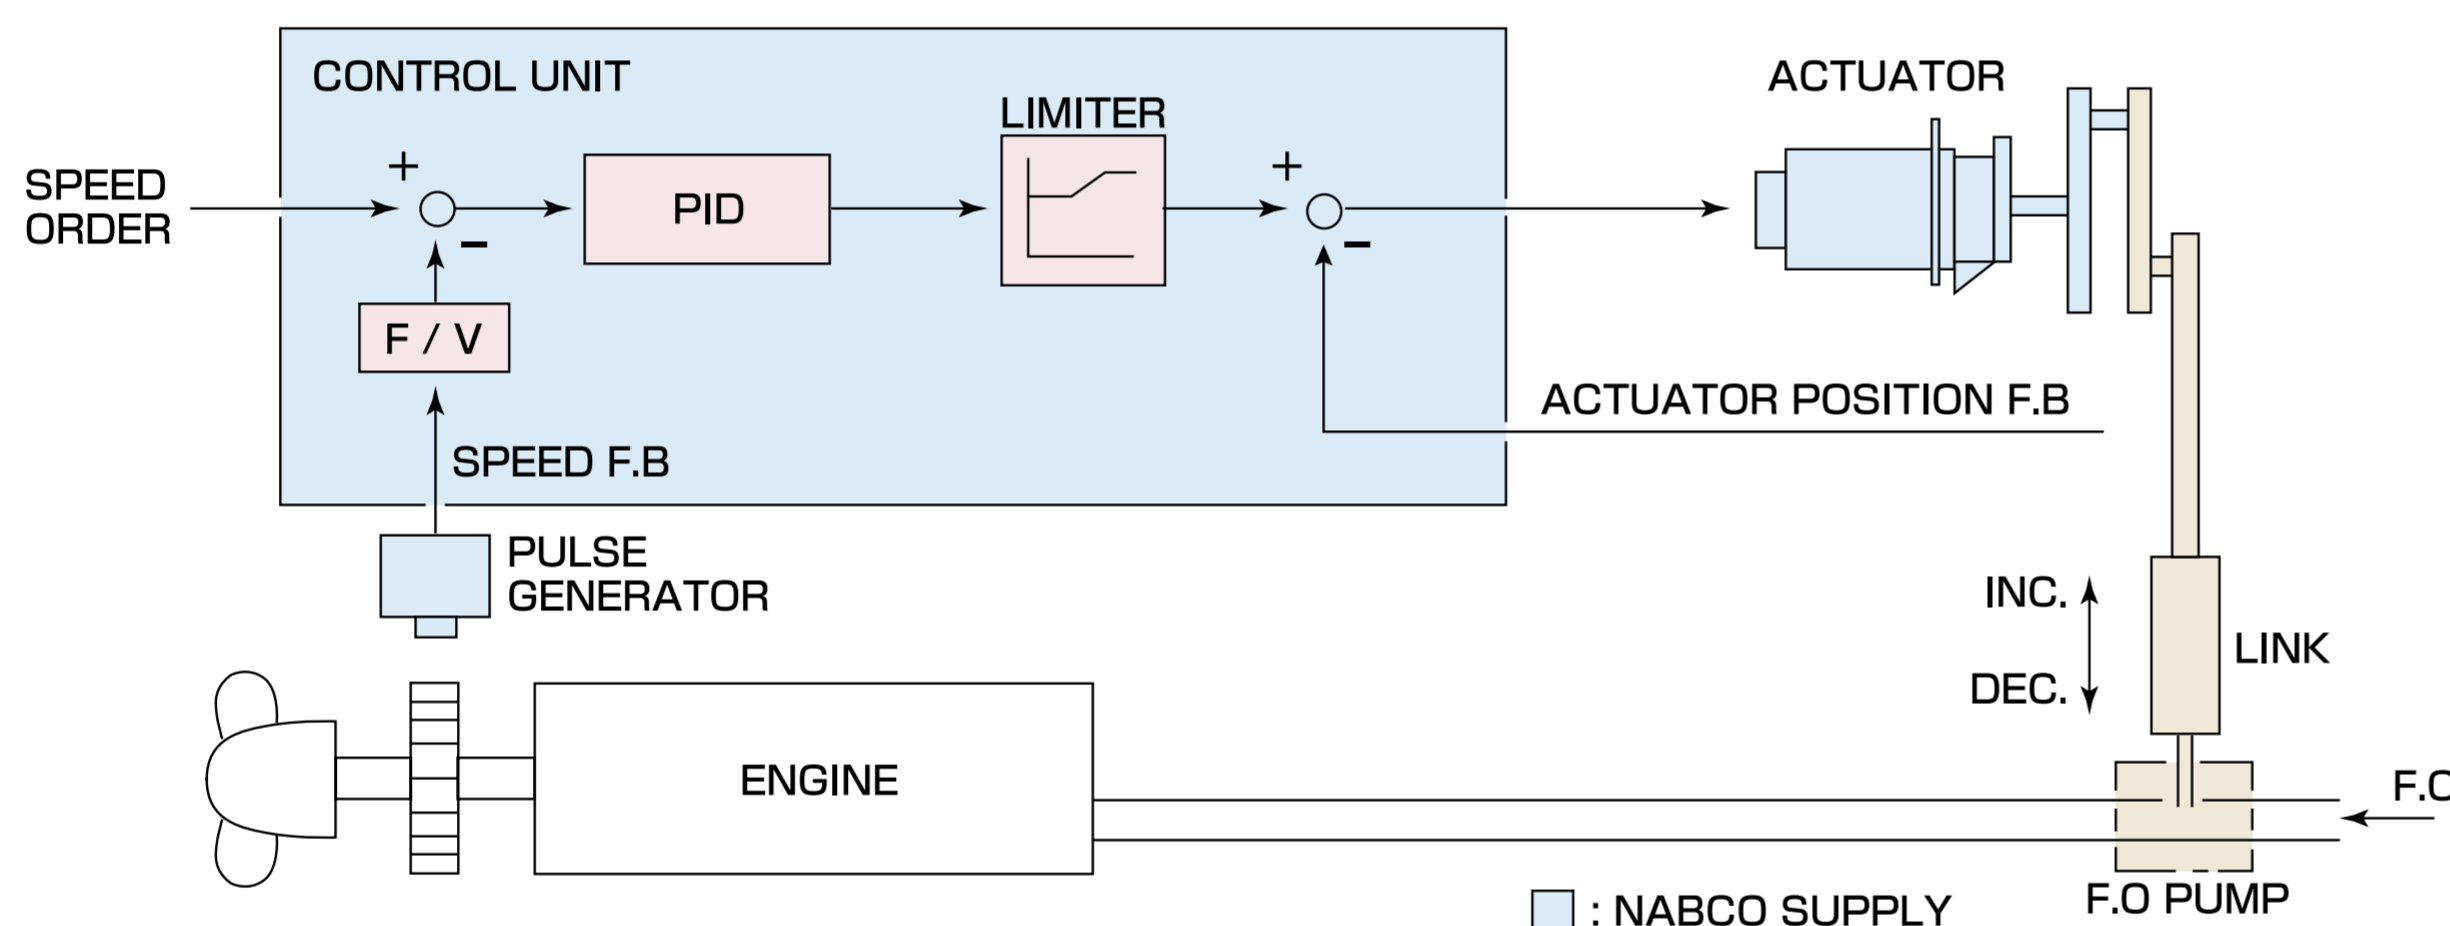 CONTROL UNIT
ACTUATOR
LIMITER
+
+
SPEED
ORDER
PID
−
−
F / V
ACTUATOR POSITION F.B
SPEED F.B
PULSE
GENERATOR
INC.
LINK
DEC.
ENGINE
F.O
F.O PUMP
: NABCO SUPPLY